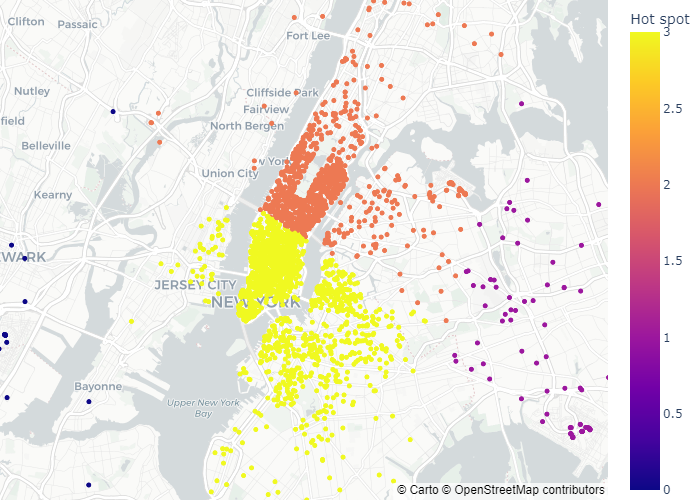 Clifton
Passaic
Hot spot
Fort Lee
3
Nutley
Cliffside Park
Fairview
2.5
field
North Bergen
Belleville
w York
Union City
Kearny
2
WARK
1.5
JERSEY CITY
NEW YORK
1
Bayonne
Upper New York
Bay
0.5
0
© Carto © OpenStreetMap contributors